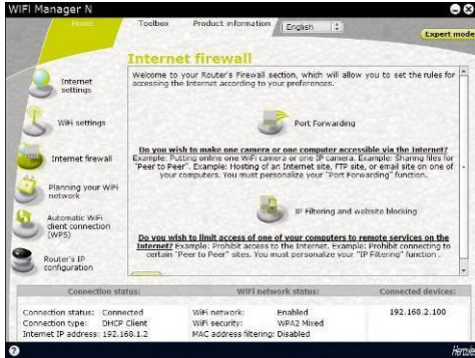 WIFI Manager N
Home
Toolbox
Product information
English
Expert mode
Internet firewall
Internet
settings
WiFi settings
Internet firewall
Planning your WiFi
network
Automatic WiFi
client connection
(WPS)
Router's IP
configuration
Welcome to your Router's Firewall section, which will allow you to set the rules for
accessing the Internet according to your preferences.
Port Forwarding
Do you wish to make one camera or one computer accessible via the Internet?
Example: Putting online one WiFi camera or one IP camera. Example: Sharing files for
"Peer to Peer". Example: Hosting of an Internet site, FTP site, or email site on one of
your computers. You must personalize your "Port Forwarding" function.
IP Filtering and website blocking
Do you wish to limit access of one of your computers to remote services on the
Internet? Example: Prohibit access to the Internet. Example: Prohibit connecting to
certain "Peer to Peer" sites. You must personalize your "IP Filtering" function .
Connection status:
WiFi network status:
Connected devices:
Connection status: Connected
Connection type: DHCP Client
Internet IP address: 192.168.1.2
WiFi network: Enabled
WiFi security: WPA2 Mixed
MAC address filtering: Disabled
192.168.2.100
?